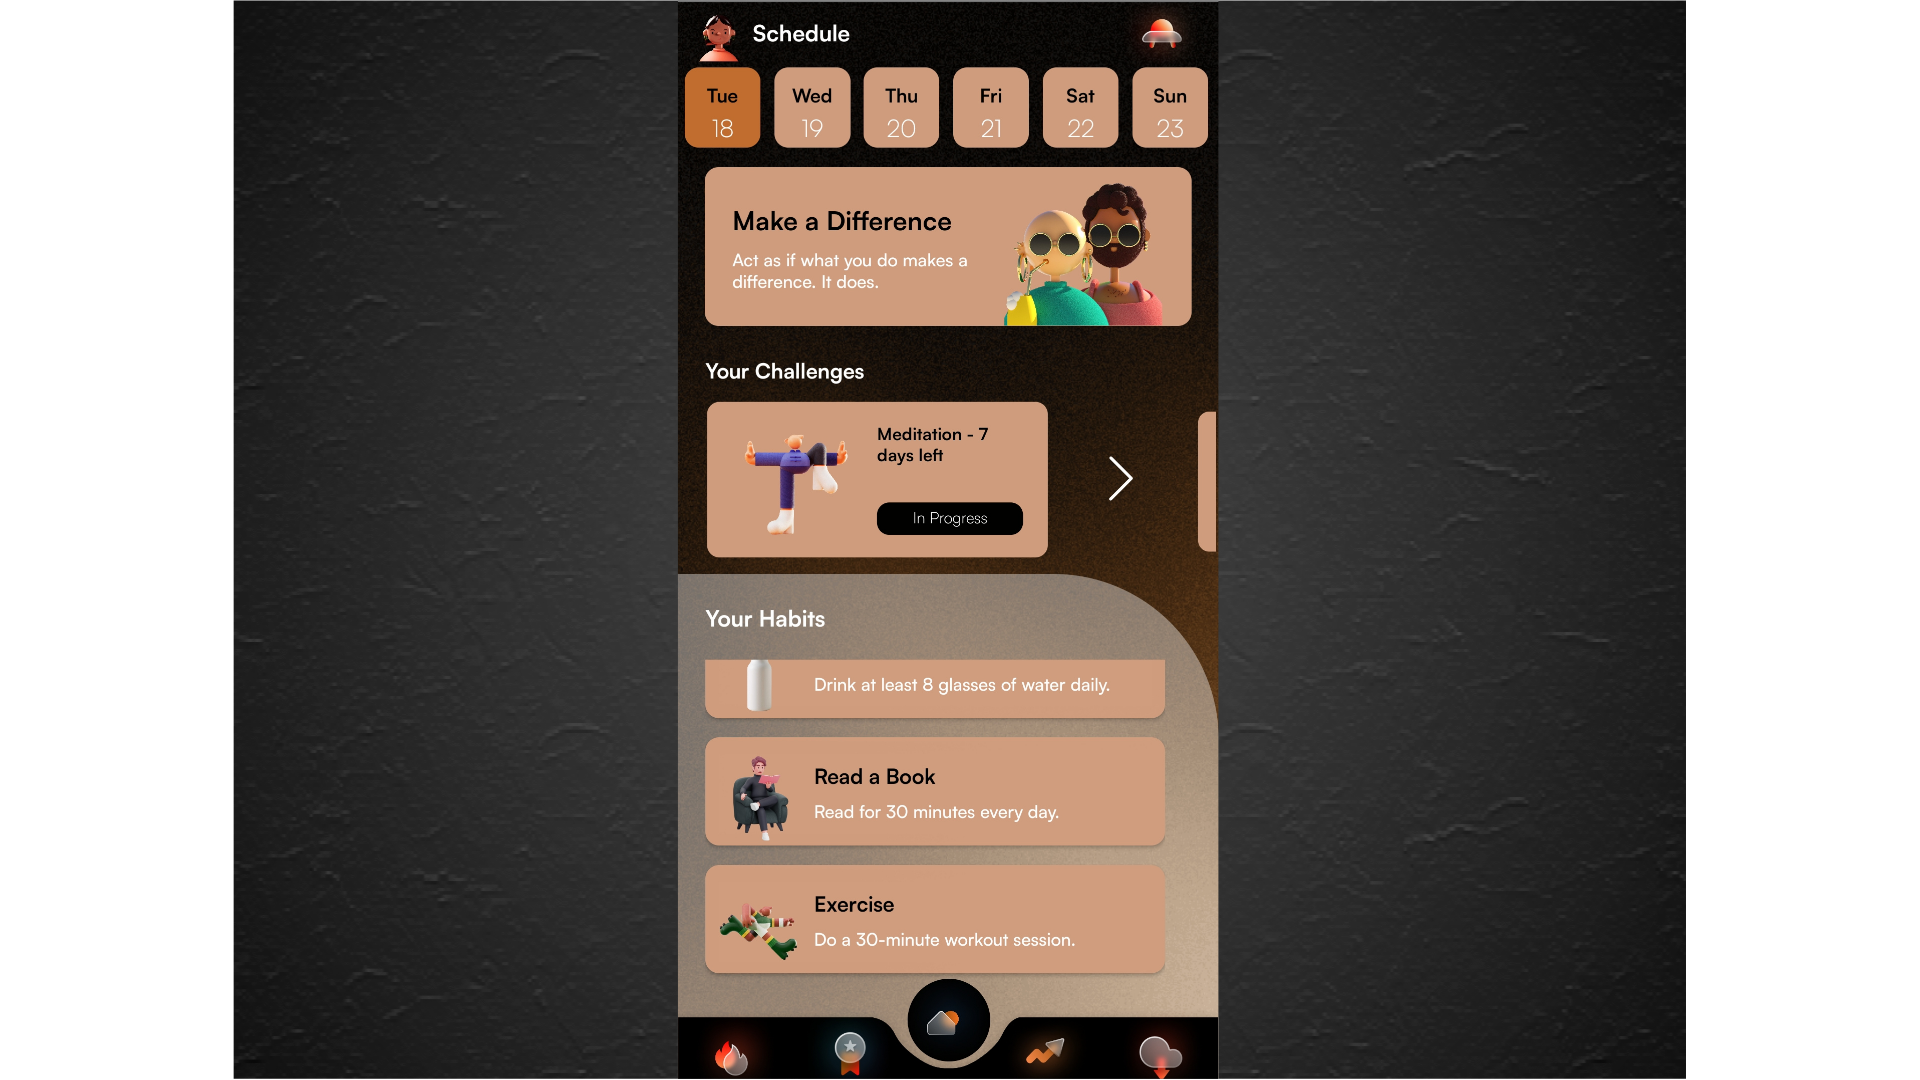 Schedule
Tue Wed Thu Fri Sat Sun
18 19 20 21 22 23
Make a Difference
Act as if what you do makes a
difference. It does.
Your Challenges
Meditation - 7
days left
In Progress
Your Habits
Drink at least 8 glasses of water daily.
Read a Book
Read for 30 minutes every day.
Exercise
Do a 30-minute workout session.